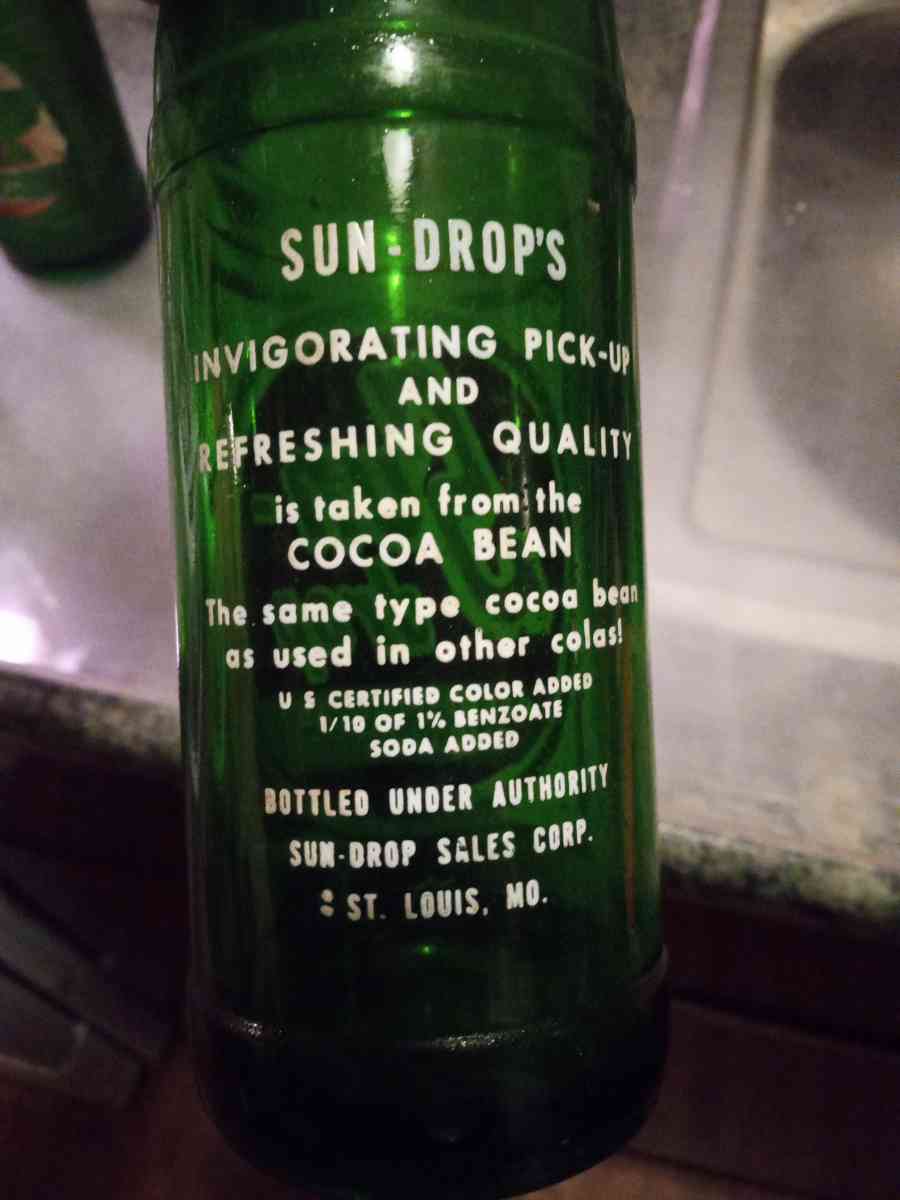 SUN-DROP'S
INVIGORATING PICK-UP
AND
REFRESHING QUALITY
is taken from the
COCOA BEAN
The same type cocoa bean
as used in other colas!
U S CERTIFIED COLOR ADDED
1/10 OF 1% BENZOATE
SODA ADDED
BOTTLED UNDER AUTHORITY
SUN-DROP SALES CORP.
ST. LOUIS, MO.